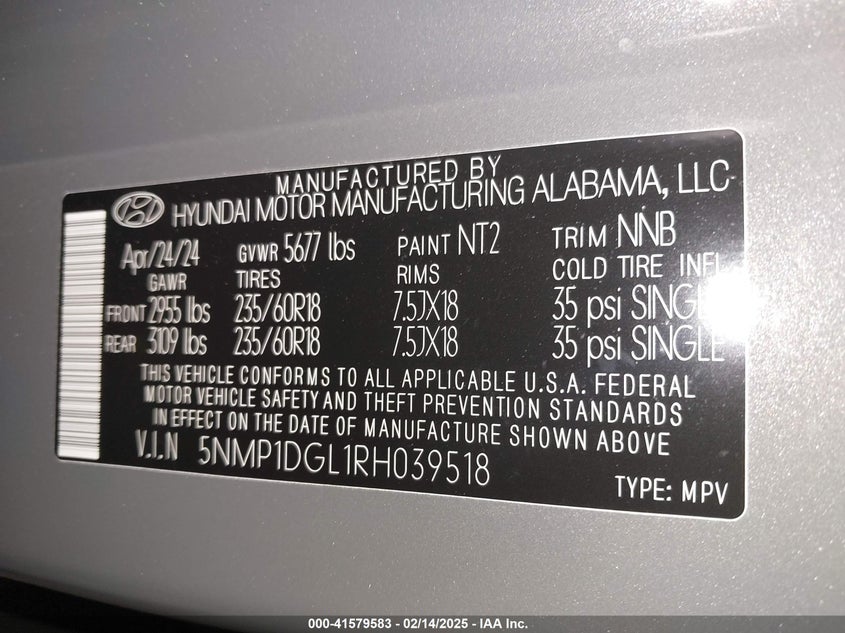 MANUFACTURED BY
HYUNDAI MOTOR MANUFACTURING ALABAMA, LLC
Apr/24/24 GVWR 5677 lbs PAINT NT2 TRIM NNB
GAWR TIRES RIMS COLD TIRE INFL
FRONT 2955 lbs 235/60R18 7.5JX18 35 psi SINGLE
REAR 3109 lbs 235/60R18 7.5JX18 35 psi SINGLE
THIS VEHICLE CONFORMS TO ALL APPLICABLE U.S.A. FEDERAL
MOTOR VEHICLE SAFETY AND THEFT PREVENTION STANDARDS
IN EFFECT ON THE DATE OF MANUFACTURE SHOWN ABOVE
V.I.N 5NMP1DGL1RH039518
TYPE: MPV
000-41579583 - 02/14/2025 - IAA Inc.